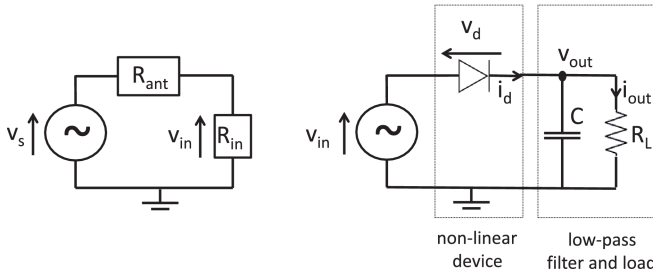 v_s
R_ant
v_in
R_in
v_in
v_d
i_d
v_out
i_out
C
R_L
non-linear
device
low-pass
filter and load